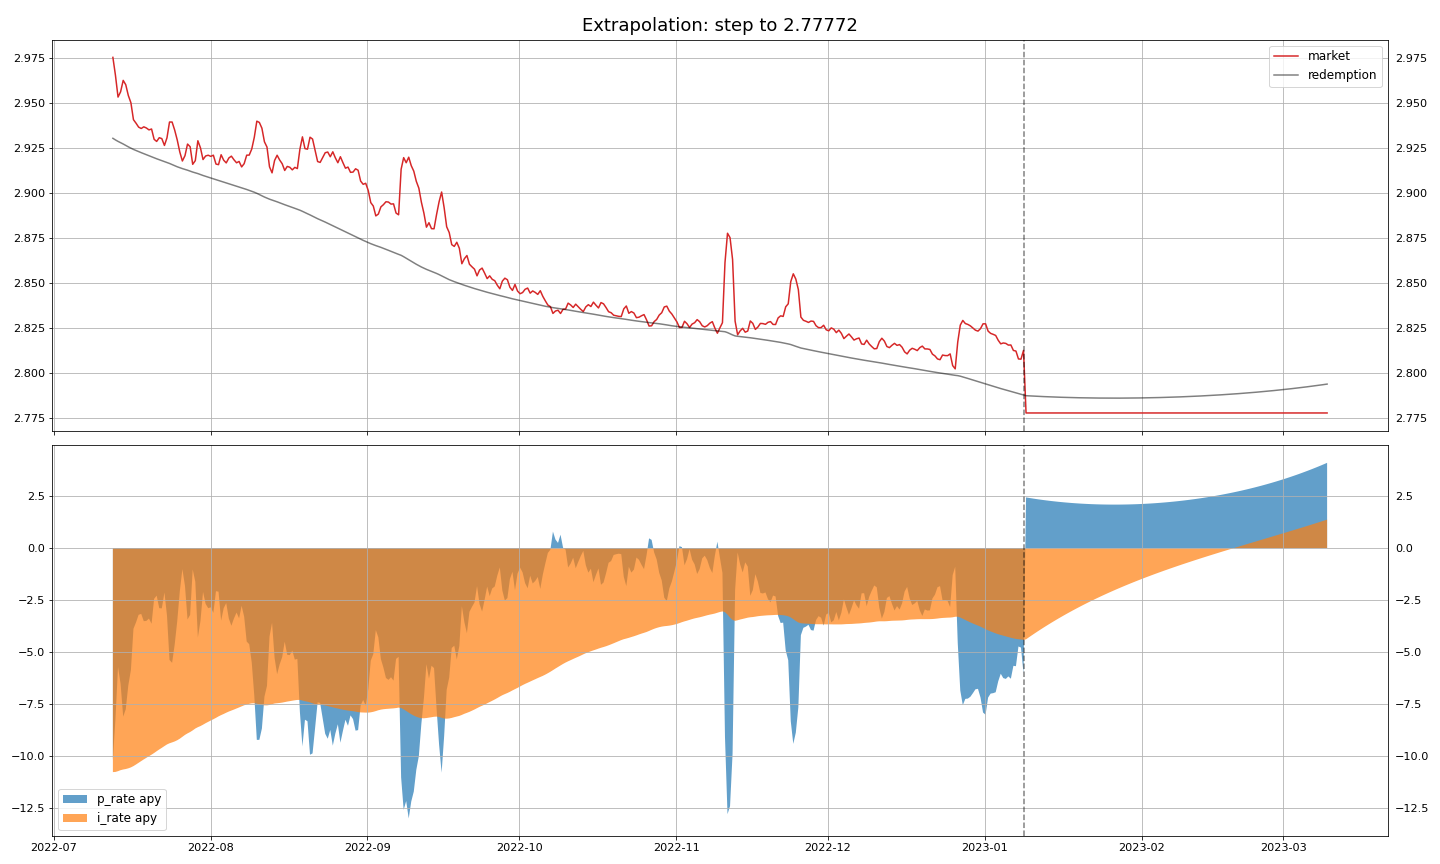 Extrapolation: step to 2.77772
2.975 2.975
market
redemption
2.950 2.950
2.925 2.925
2.900 2.900
2.875 2.875
2.850 2.850
2.825 2.825
2.800 2.800
2.775 2.775
2.5 2.5
0.0 0.0
−2.5 −2.5
−5.0 −5.0
−7.5 −7.5
−10.0 −10.0
p_rate apy
i_rate apy
−12.5 −12.5
2022-07 2022-08 2022-09 2022-10 2022-11 2022-12 2023-01 2023-02 2023-03